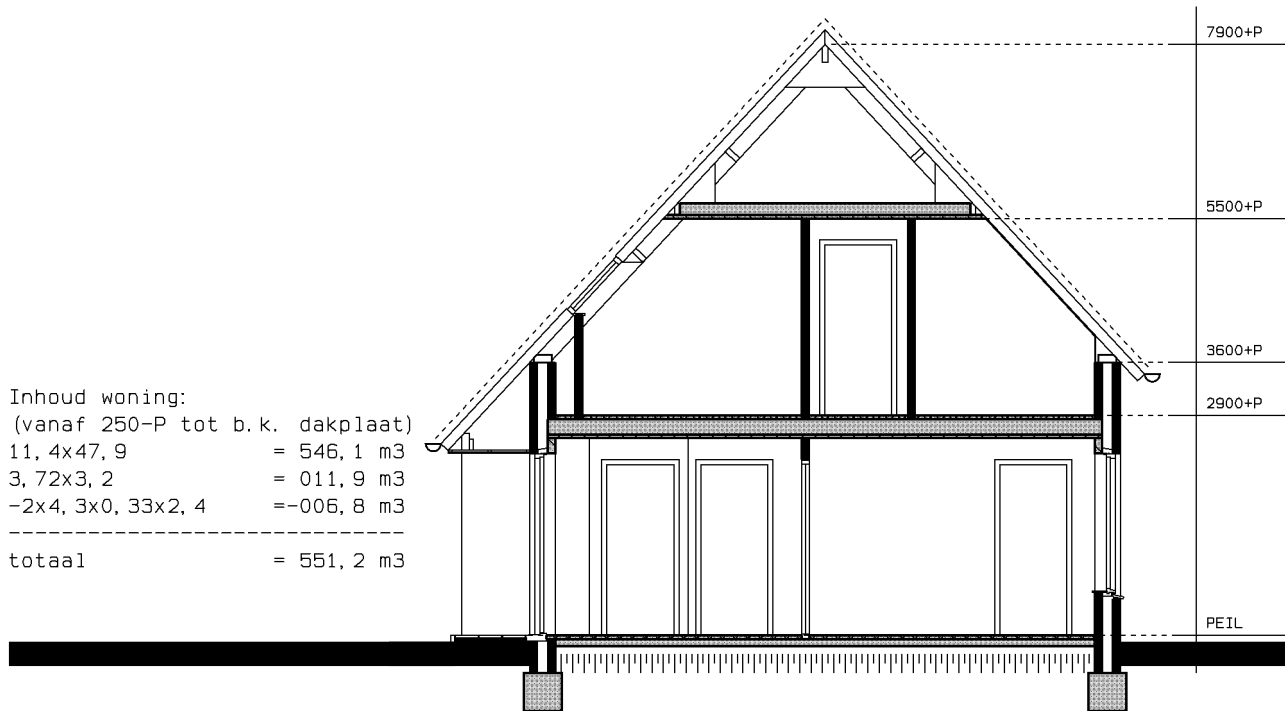 7900+P
5500+P
3600+P
2900+P
Inhoud woning:
(vanaf 250-P tot b.k. dakplaat)
11,4x47,9 = 546,1 m3
3,72x3,2 = 011,9 m3
-2x4,3x0,33x2,4 =-006,8 m3
-------------------------------
totaal = 551,2 m3
PEIL